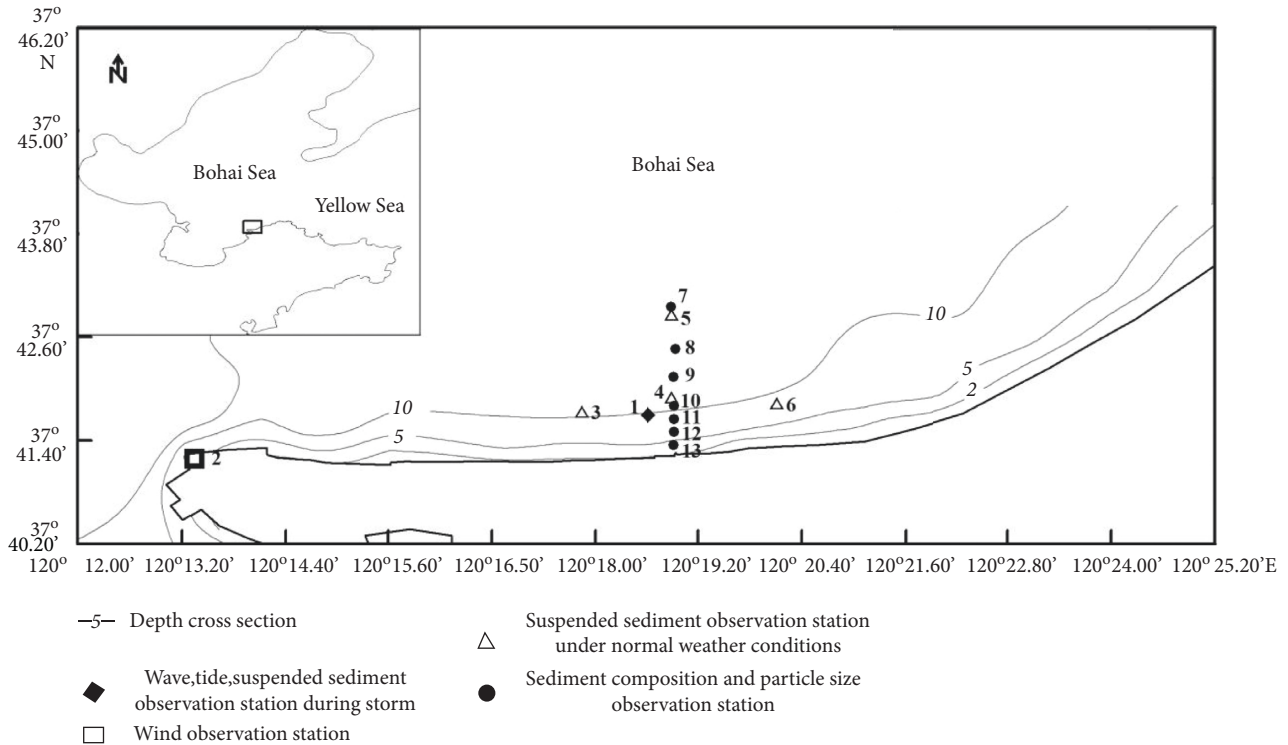 37°
46.20'
N
37°
45.00'
37°
43.80'
37°
42.60'
37°
41.40'
37°
40.20'
N
Bohai Sea
Yellow Sea
Bohai Sea
7
5
8
9
4
10
11
12
13
1
3
6
2
10
5
10
5
2
120° 12.00' 120°13.20' 120°14.40' 120°15.60' 120°16.50' 120°18.00' 120°19.20' 120° 20.40' 120°21.60' 120°22.80' 120°24.00' 120°25.20'E
5 Depth cross section
Wave,tide,suspended sediment
observation station during storm
Wind observation station
Suspended sediment observation station
under normal weather conditions
Sediment composition and particle size
observation station